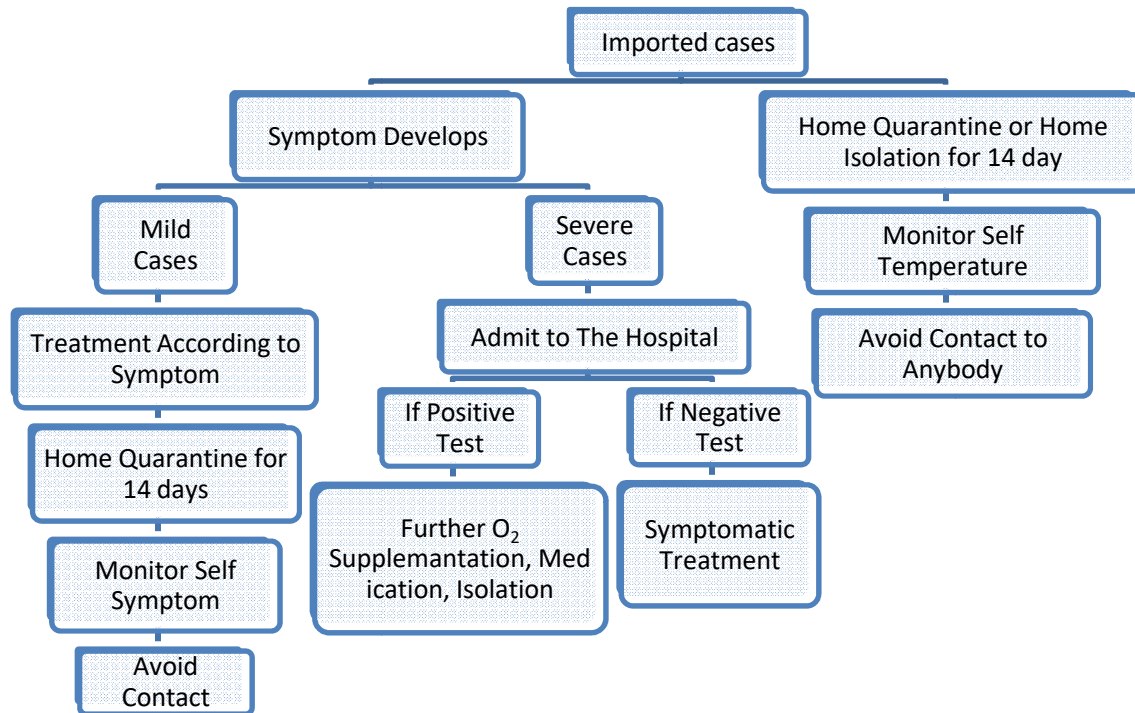 Imported cases
Symptom Develops
Home Quarantine or Home
Isolation for 14 day
Mild
Cases
Severe
Cases
Monitor Self
Temperature
Treatment According to
Symptom
Admit to The Hospital
Avoid Contact to
Anybody
If Positive
Test
If Negative
Test
Home Quarantine for
14 days
Further O₂
Supplemantation, Med
ication, Isolation
Symptomatic
Treatment
Monitor Self
Symptom
Avoid
Contact